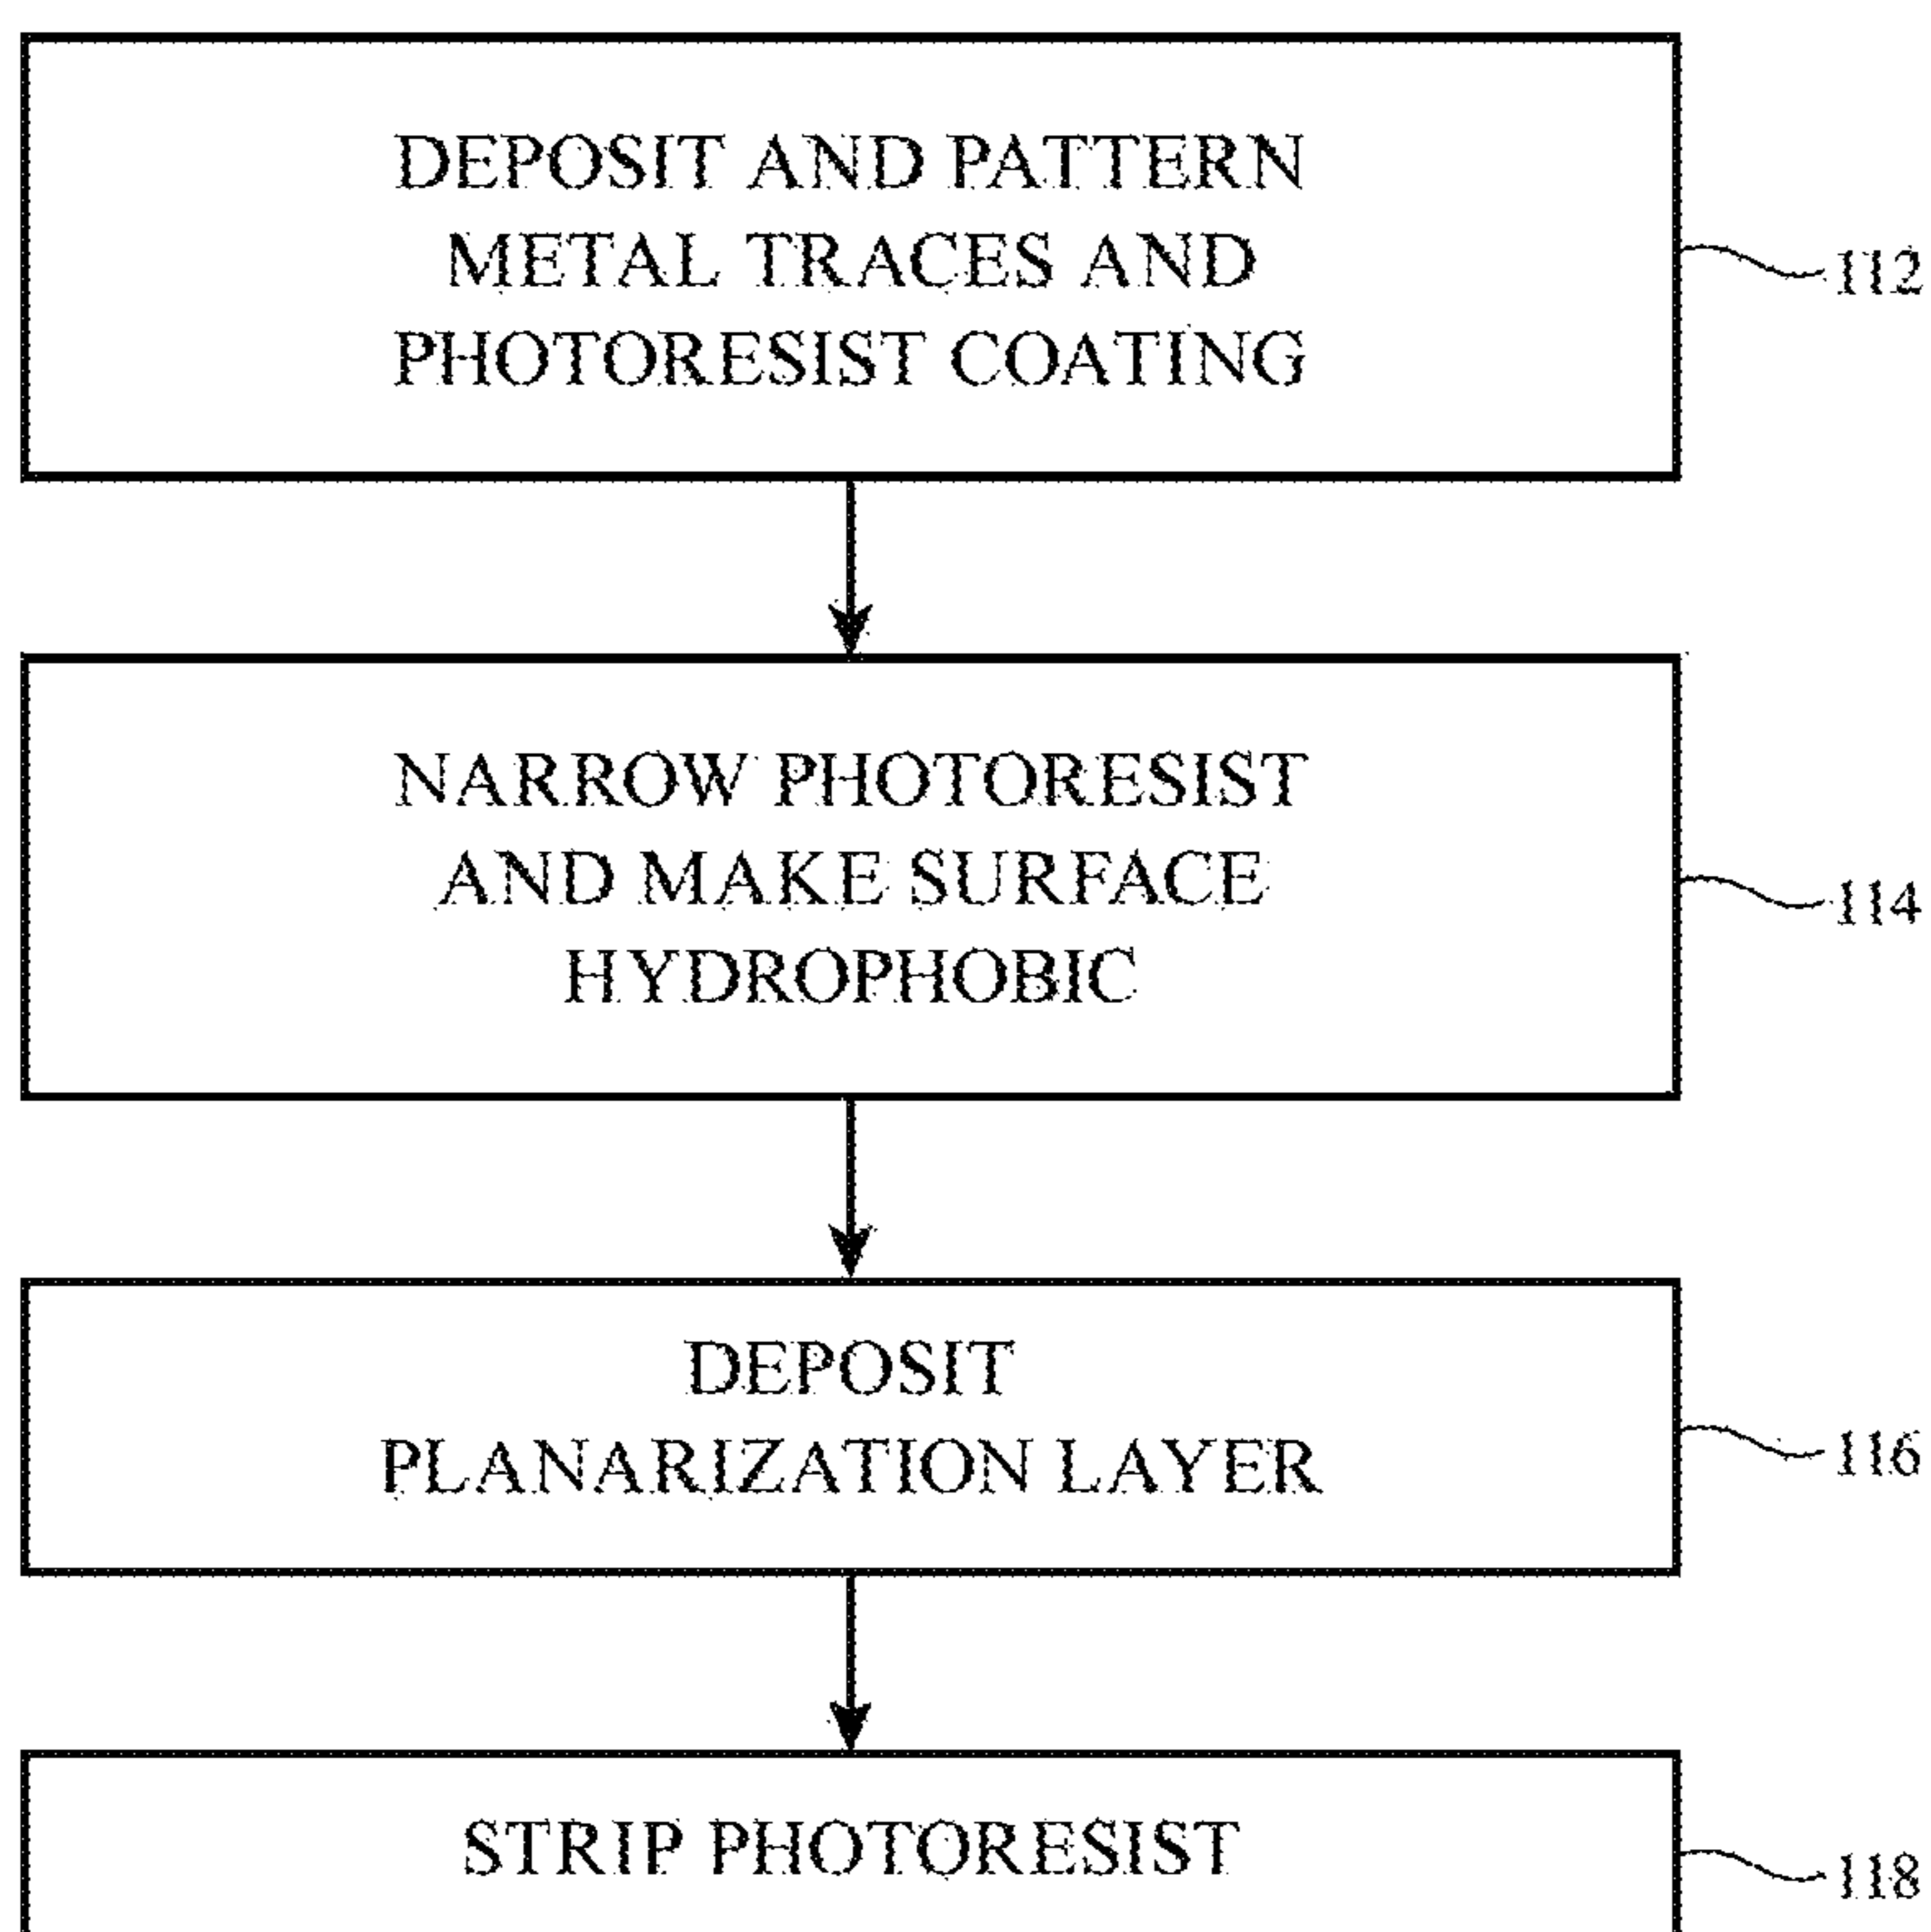 DEPOSIT AND PATTERN
METAL TRACES AND
PHOTORESIST COATING
112
NARROW PHOTORESIST
AND MAKE SURFACE
HYDROPHOBIC
114
DEPOSIT
PLANARIZATION LAYER
116
STRIP PHOTORESIST
118